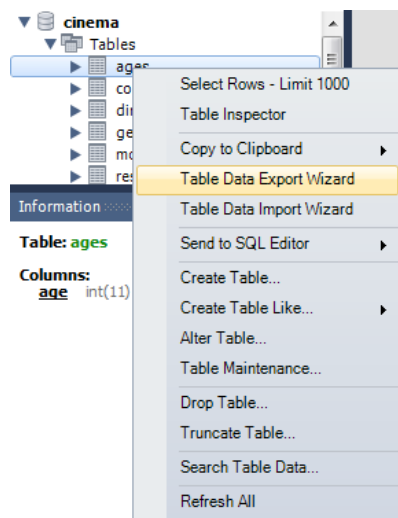 cinema
Tables
ages
co
dir
ge
mo
res
Information
Table: ages
Columns:
age int(11)
Select Rows - Limit 1000
Table Inspector
Copy to Clipboard
Table Data Export Wizard
Table Data Import Wizard
Send to SQL Editor
Create Table...
Create Table Like...
Alter Table...
Table Maintenance...
Drop Table...
Truncate Table...
Search Table Data...
Refresh All